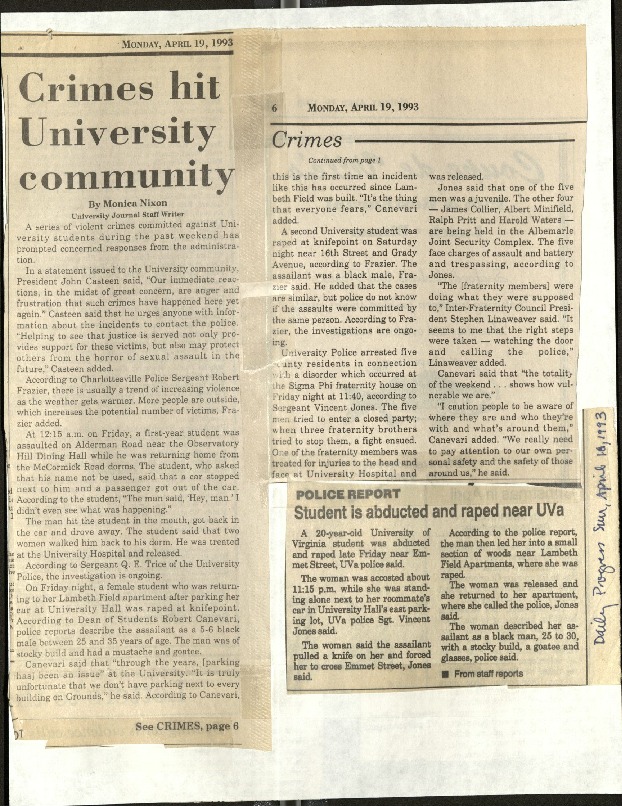 MONDAY, APRIL 19, 1993
Crimes hit
University
community
By Monica Nixon
University Journal Staff Writer
A series of violent crimes committed against Uni-
versity students during the past weekend has
prompted concerned responses from the administra-
tion.
In a statement issued to the University community,
President John Casteen said, "Our immediate reac-
tions, in the midst of great concern, are anger and
frustration that such crimes have happened here yet
again." Casteen said that he urges anyone with infor-
mation about the incidents to contact the police.
"Helping to see that justice is served not only pro-
vides support for these victims, but also may protect
others from the horror of sexual assault in the
future," Casteen added.
According to Charlottesville Police Sergeant Robert
Frazier, there is usually a trend of increasing violence
as the weather gets warmer. More people are outside,
which increases the potential number of victims, Fra-
zier added.
At 12:15 a.m. on Friday, a first-year student was
assaulted on Alderman Road near the Observatory
Hill Dining Hall while he was returning home from
the McCormick Road dorms. The student, who asked
that his name not be used, said that a car stopped
next to him and a passenger got out of the car.
According to the student, "The man said, 'Hey, man.' I
didn't even see what was happening."
The man hit the student in the mouth, got back in
the car and drove away. The student said that two
women walked him back to his dorm. He was treated
at the University Hospital and released.
According to Sergeant Q. E. Trice of the University
Police, the investigation is ongoing.
On Friday night, a female student who was return-
ing to her Lambeth Field apartment after parking her
car at University Hall was raped at knifepoint.
According to Dean of Students Robert Canevari,
police reports describe the assailant as a 5-6 black
male between 25 and 35 years of age. The man was of
stocky build and had a mustache and goatee.
Canevari said that "through the years, [parking
has] been an issue" at the University. "It is truly
unfortunate that we don't have parking next to every
building on Grounds," he said. According to Canevari,
See CRIMES, page 6
6 MONDAY, APRIL 19, 1993
Crimes
Continued from page 1
this is the first time an incident
like this has occurred since Lam-
beth Field was built. "It's the thing
that everyone fears," Canevari
added.
A second University student was
raped at knifepoint on Saturday
night near 16th Street and Grady
Avenue, according to Frazier. The
assailant was a black male, Fra-
zier said. He added that the cases
are similar, but police do not know
if the assaults were committed by
the same person. According to Fra-
zier, the investigations are ongo-
ing.
University Police arrested five
county residents in connection
with a disorder which occurred at
the Sigma Phi fraternity house on
Friday night at 11:40, according to
Sergeant Vincent Jones. The five
men tried to enter a closed party;
when three fraternity brothers
tried to stop them, a fight ensued.
One of the fraternity members was
treated for injuries to the head and
face at University Hospital and
was released.
Jones said that one of the five
men was a juvenile. The other four
— James Collier, Albert Minifield,
Ralph Pritt and Harold Waters —
are being held in the Albemarle
Joint Security Complex. The five
face charges of assault and battery
and trespassing, according to
Jones.
"The [fraternity members] were
doing what they were supposed
to," Inter-Fraternity Council Presi-
dent Stephen Linaweaver said. "It
seems to me that the right steps
were taken — watching the door
and calling the police,"
Linaweaver added.
Canevari said that "the totality
of the weekend . . . shows how vul-
nerable we are."
"I caution people to be aware of
where they are and who they're
with and what's around them,"
Canevari added. "We really need
to pay attention to our own per-
sonal safety and the safety of those
around us," he said.
POLICE REPORT
Student is abducted and raped near UVa
A 20-year-old University of
Virginia student was abducted
and raped late Friday near Em-
met Street, UVa police said.
The woman was accosted about
11:15 p.m. while she was stand-
ing alone next to her roommate's
car in University Hall's east park-
ing lot, UVa police Sgt. Vincent
Jones said.
The woman said the assailant
pulled a knife on her and forced
her to cross Emmet Street, Jones
said.
According to the police report,
the man then led her into a small
section of woods near Lambeth
Field Apartments, where she was
raped.
The woman was released and
she returned to her apartment,
where she called the police, Jones
said.
The woman described her as-
sailant as a black man, 25 to 30,
with a stocky build, a goatee and
glasses, police said.
■ From staff reports
Daily Progress Sun, April 18, 1993